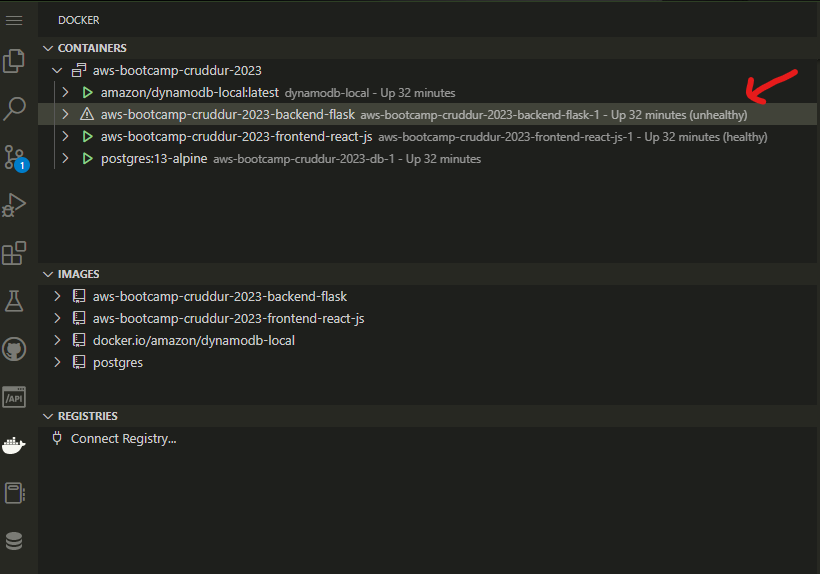 DOCKER
CONTAINERS
aws-bootcamp-cruddur-2023
amazon/dynamodb-local:latest dynamodb-local - Up 32 minutes
aws-bootcamp-cruddur-2023-backend-flask aws-bootcamp-cruddur-2023-backend-flask-1 - Up 32 minutes (unhealthy)
aws-bootcamp-cruddur-2023-frontend-react-js aws-bootcamp-cruddur-2023-frontend-react-js-1 - Up 32 minutes (healthy)
postgres:13-alpine aws-bootcamp-cruddur-2023-db-1 - Up 32 minutes
1
IMAGES
aws-bootcamp-cruddur-2023-backend-flask
aws-bootcamp-cruddur-2023-frontend-react-js
docker.io/amazon/dynamodb-local
postgres
/API
REGISTRIES
Connect Registry...